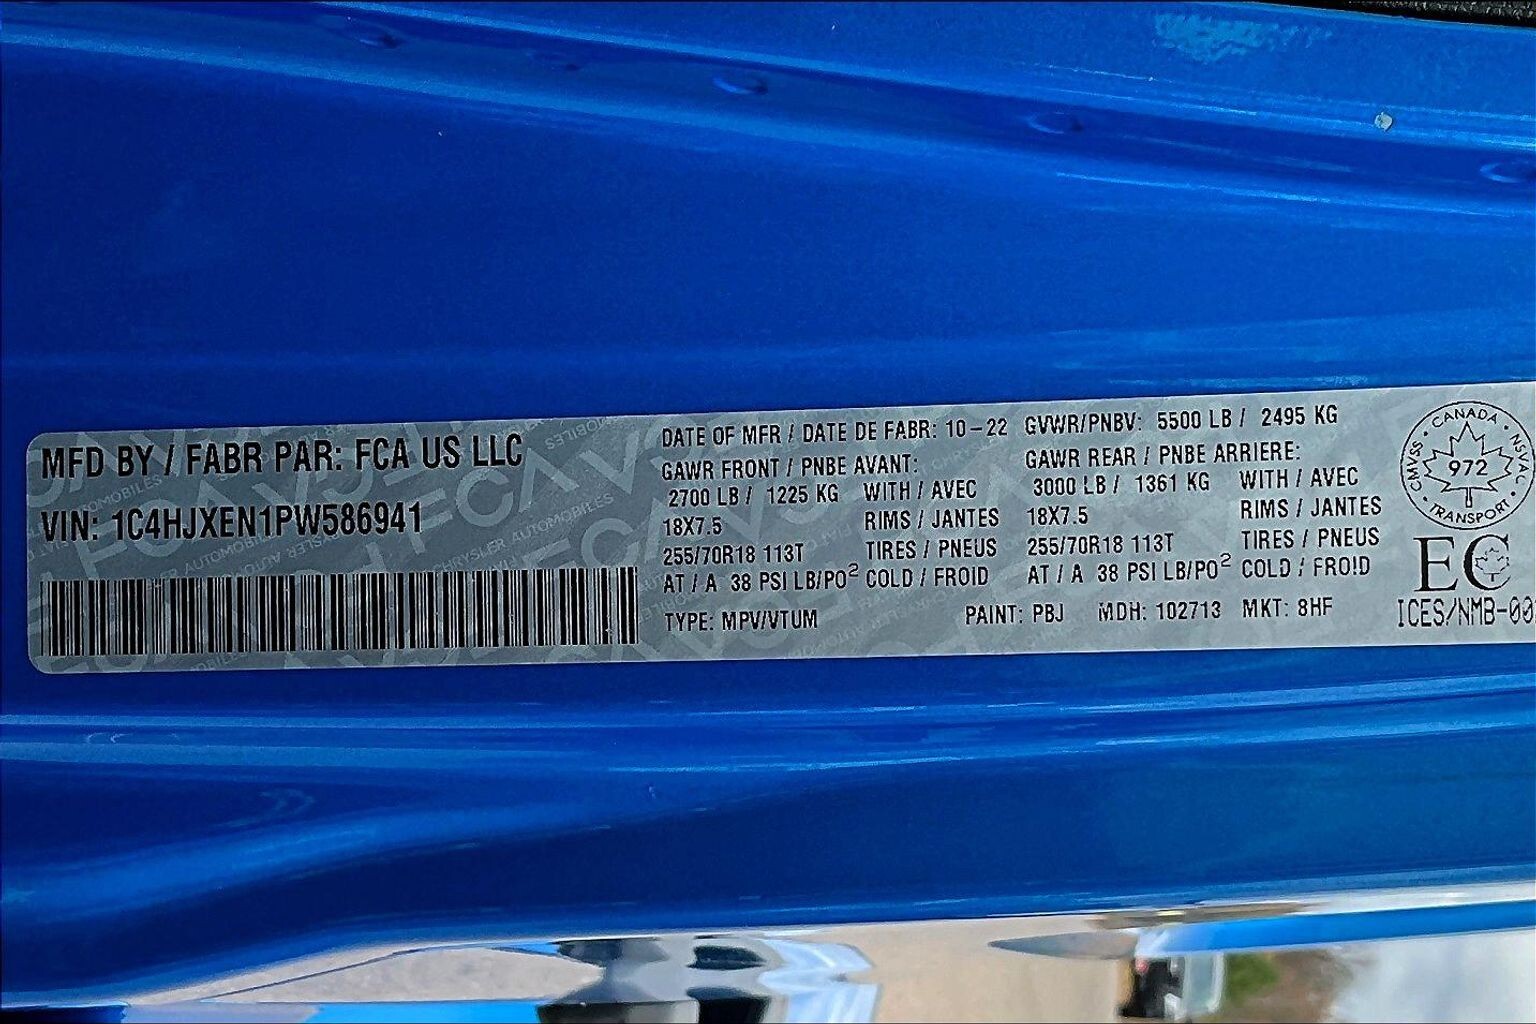 MFD BY / FABR PAR: FCA US LLC
VIN: 1C4HJXEN1PW586941
DATE OF MFR / DATE DE FABR: 10-22 GVWR/PNBV: 5500 LB / 2495 KG
GAWR FRONT / PNBE AVANT: GAWR REAR / PNBE ARRIERE:
2700 LB / 1225 KG WITH / AVEC 3000 LB / 1361 KG WITH / AVEC
18X7.5 RIMS / JANTES 18X7.5 RIMS / JANTES
255/70R18 113T TIRES / PNEUS 255/70R18 113T TIRES / PNEUS
AT / A 38 PSI LB/PO² COLD / FROID AT / A 38 PSI LB/PO² COLD / FROID
TYPE: MPV/VTUM PAINT: PBJ MDH: 102713 MKT: 8HF
CANADA
CMVSS 972 NSVAC
TRANSPORT
EC
ICES/NMB-00